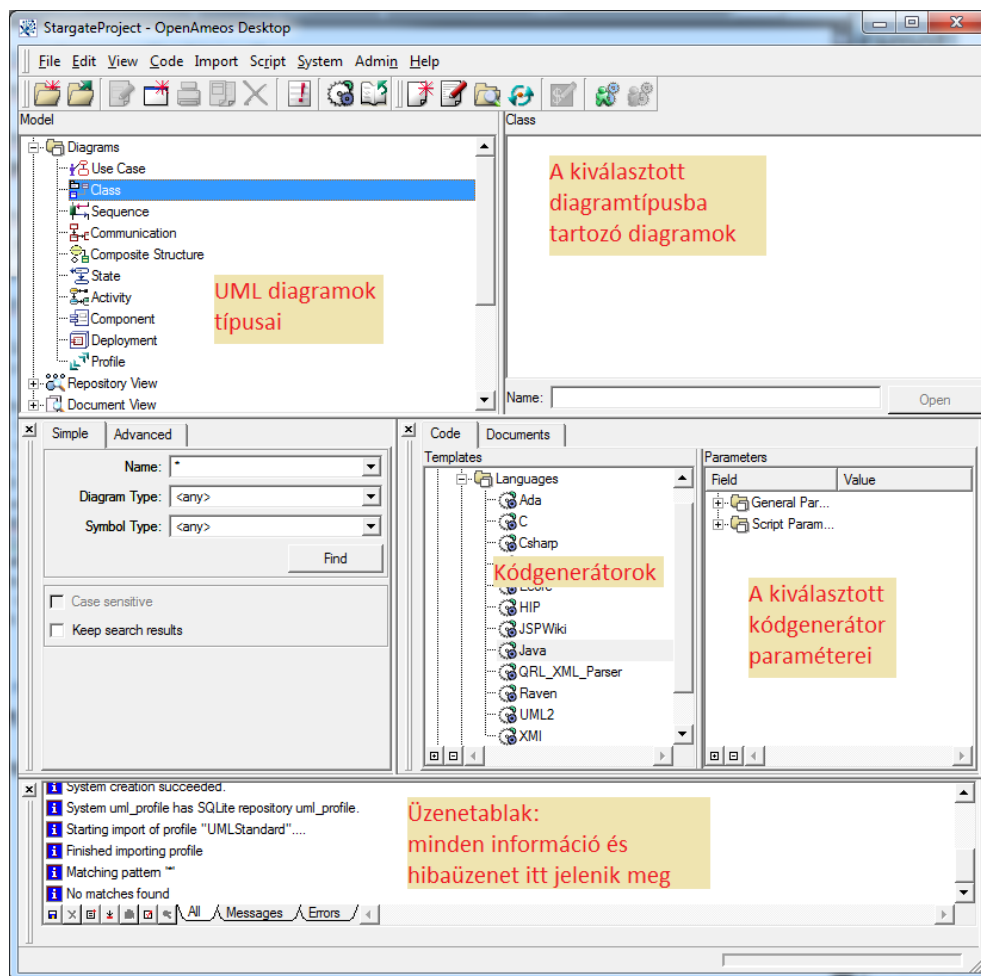 StargateProject - OpenAmeos Desktop
File Edit View Code Import Script System Admin Help
Model
Class
Diagrams
Use Case
Class
Sequence
Communication
Composite Structure
State
Activity
Component
Deployment
Profile
Repository View
Document View
UML diagramok
típusai
A kiválasztott
diagramtípusba
tartozó diagramok
Name:
Open
Simple Advanced
Name: *
Diagram Type: <any>
Symbol Type: <any>
Find
Case sensitive
Keep search results
Code Documents
Templates
Languages
Ada
C
Csharp
Kódgenerátorok
HIP
JSPWiki
Java
QRL_XML_Parser
Raven
UML2
XMI
Parameters
Field Value
General Par...
Script Param...
A kiválasztott
kódgenerátor
paraméterei
System creation succeeded.
System uml_profile has SQLite repository uml_profile.
Starting import of profile "UMLStandard"....
Finished importing profile
Matching pattern "*"
No matches found
Üzenetablak:
minden információ és
hibaüzenet itt jelenik meg
All Messages Errors